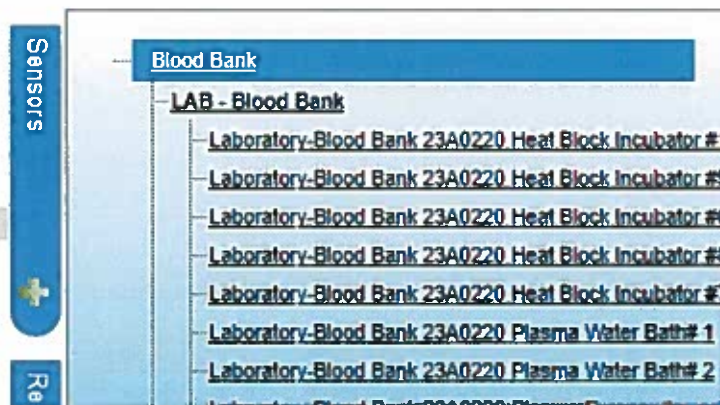 Sensors
Blood Bank
LAB - Blood Bank
Laboratory-Blood Bank 23A0220 Heat Block Incubator #
Laboratory-Blood Bank 23A0220 Heat Block Incubator #
Laboratory-Blood Bank 23A0220 Heat Block Incubator #
Laboratory-Blood Bank 23A0220 Heat Block Incubator #
Laboratory-Blood Bank 23A0220 Heat Block Incubator #
Laboratory-Blood Bank 23A0220 Plasma Water Bath# 1
Laboratory-Blood Bank 23A0220 Plasma Water Bath# 2
Re